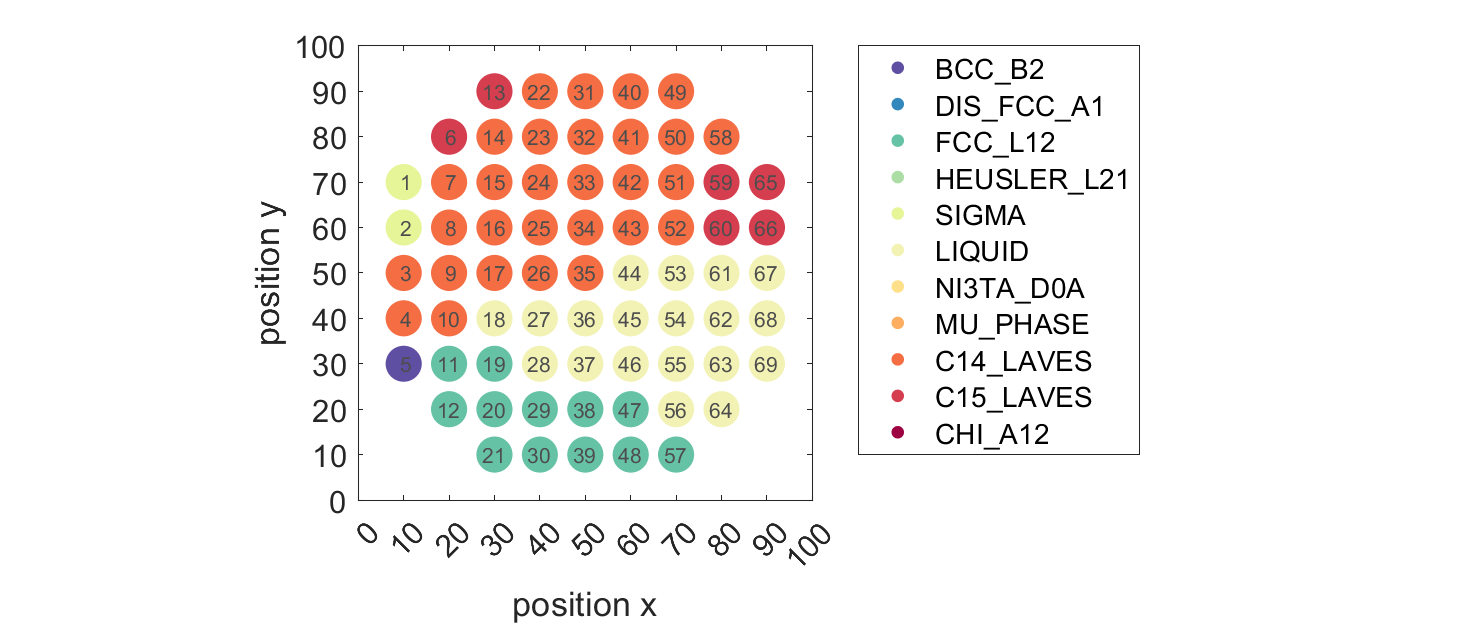 100
90
80
70
60
50
40
30
20
10
0
position y
13 22 31 40 49
6 14 23 32 41 50 58
1 7 15 24 33 42 51 59 65
2 8 16 25 34 43 52 60 66
3 9 17 26 35 44 53 61 67
4 10 18 27 36 45 54 62 68
5 11 19 28 37 46 55 63 69
12 20 29 38 47 56 64
21 30 39 48 57
0 10 20 30 40 50 60 70 80 90 100
position x
BCC_B2
DIS_FCC_A1
FCC_L12
HEUSLER_L21
SIGMA
LIQUID
NI3TA_D0A
MU_PHASE
C14_LAVES
C15_LAVES
CHI_A12